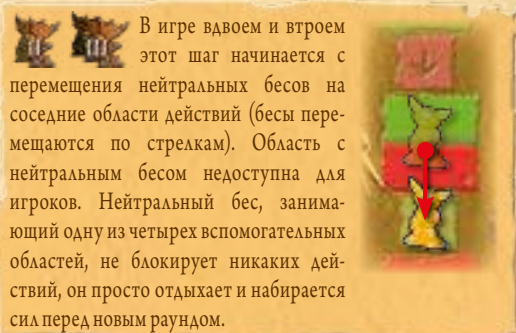 II III В игре вдвоем и втроем
этот шаг начинается с
перемещения нейтральных бесов на
соседние области действий (бесы пере-
мещаются по стрелкам). Область с
нейтральным бесом недоступна для
игроков. Нейтральный бес, занима-
ющий одну из четырех вспомогательных
областей, не блокирует никаких дей-
ствий, он просто отдыхает и набирается
сил перед новым раундом.